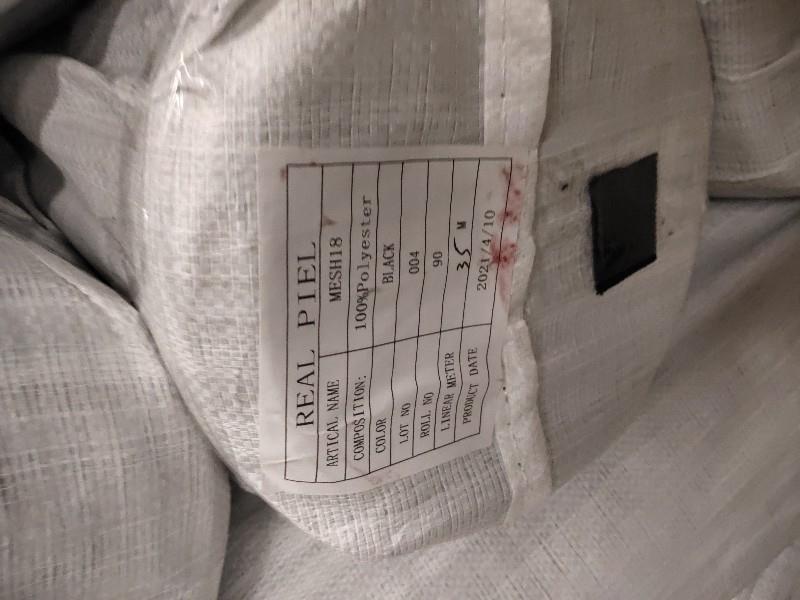 REAL PIEL
ARTICAL NAME MESH18
COMPOSITION: 100%Polyester
COLOR BLACK
LOT NO 004
ROLL NO 90
LINEAR METER 35 M
PRODUCT DATE 2021/4/10